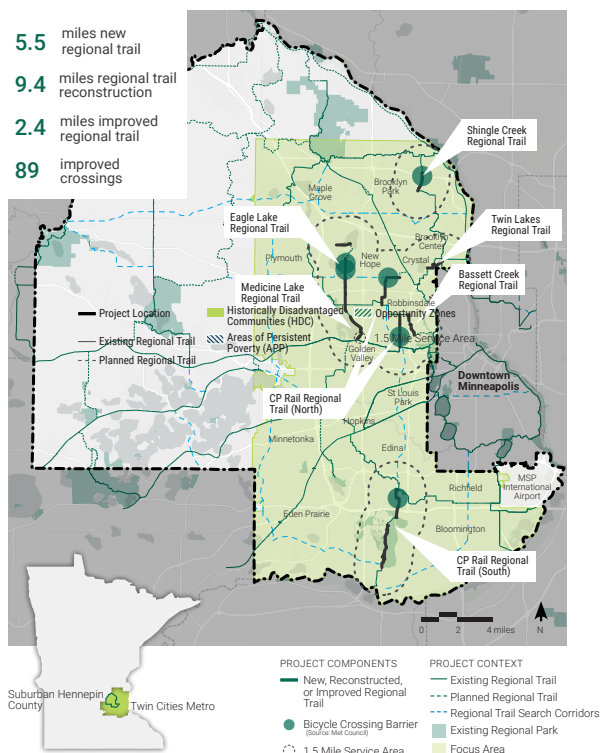 5.5 miles new
regional trail
9.4 miles regional trail
reconstruction
2.4 miles improved
regional trail
89 improved
crossings
Shingle Creek
Regional Trail
Maple
Grove
Brooklyn
Park
Eagle Lake
Regional Trail
Twin Lakes
Regional Trail
Brooklyn
Center
Plymouth
New
Hope
Crystal
Bassett Creek
Regional Trail
Medicine Lake
Regional Trail
Robbinsdale
Project Location
Historically Disadvantaged
Communities (HDC)
Opportunity Zones
Existing Regional Trail
Areas of Persistent
Poverty (APP)
1.5 Mile Service Area
Planned Regional Trail
Golden
Valley
Downtown
Minneapolis
CP Rail Regional
Trail (North)
St Louis
Park
Hopkins
Minnetonka
Edina
MSP
International
Airport
Richfield
Eden Prairie
Bloomington
CP Rail Regional
Trail (South)
0 2 4 miles
N
Suburban Hennepin
County
Twin Cities Metro
PROJECT COMPONENTS
New, Reconstructed,
or Improved Regional
Trail
Bicycle Crossing Barrier
(Source: Met Council)
1.5 Mile Service Area
PROJECT CONTEXT
Existing Regional Trail
Planned Regional Trail
Regional Trail Search Corridors
Existing Regional Park
Focus Area